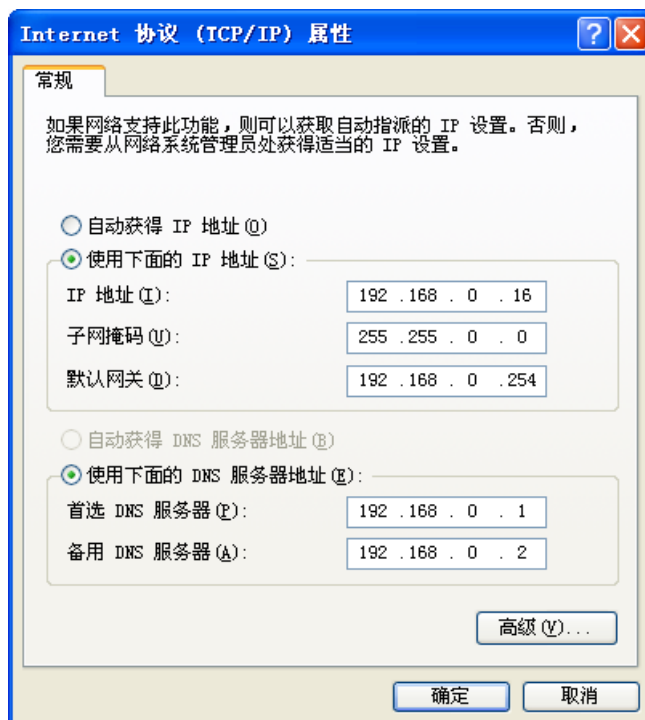 Internet 协议 (TCP/IP) 属性
常规
如果网络支持此功能，则可以获取自动指派的 IP 设置。否则，
您需要从网络系统管理员处获得适当的 IP 设置。
自动获得 IP 地址(O)
使用下面的 IP 地址(S):
IP 地址(I): 192 .168 . 0 . 16
子网掩码(U): 255 .255 . 0 . 0
默认网关(D): 192 .168 . 0 .254
自动获得 DNS 服务器地址(B)
使用下面的 DNS 服务器地址(E):
首选 DNS 服务器(P): 192 .168 . 0 . 1
备用 DNS 服务器(A): 192 .168 . 0 . 2
高级(V)...
确定 取消